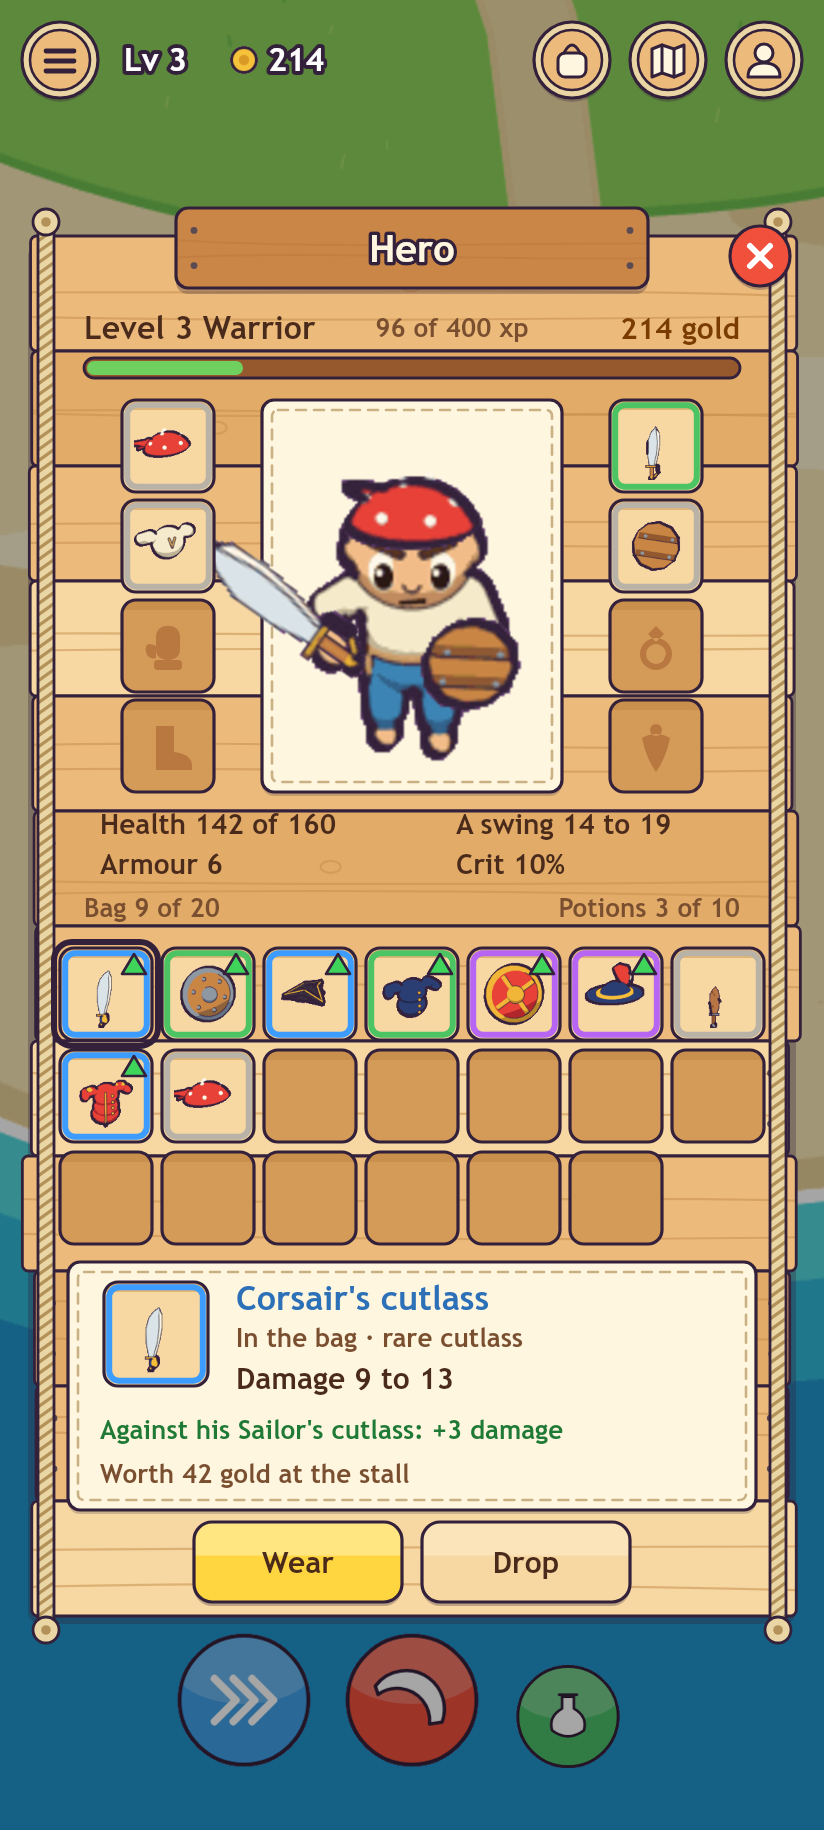 Lv 3
214
Hero
Level 3 Warrior
96 of 400 xp
214 gold
Health 142 of 160
A swing 14 to 19
Armour 6
Crit 10%
Bag 9 of 20
Potions 3 of 10
Corsair's cutlass
In the bag · rare cutlass
Damage 9 to 13
Against his Sailor's cutlass: +3 damage
Worth 42 gold at the stall
Wear
Drop